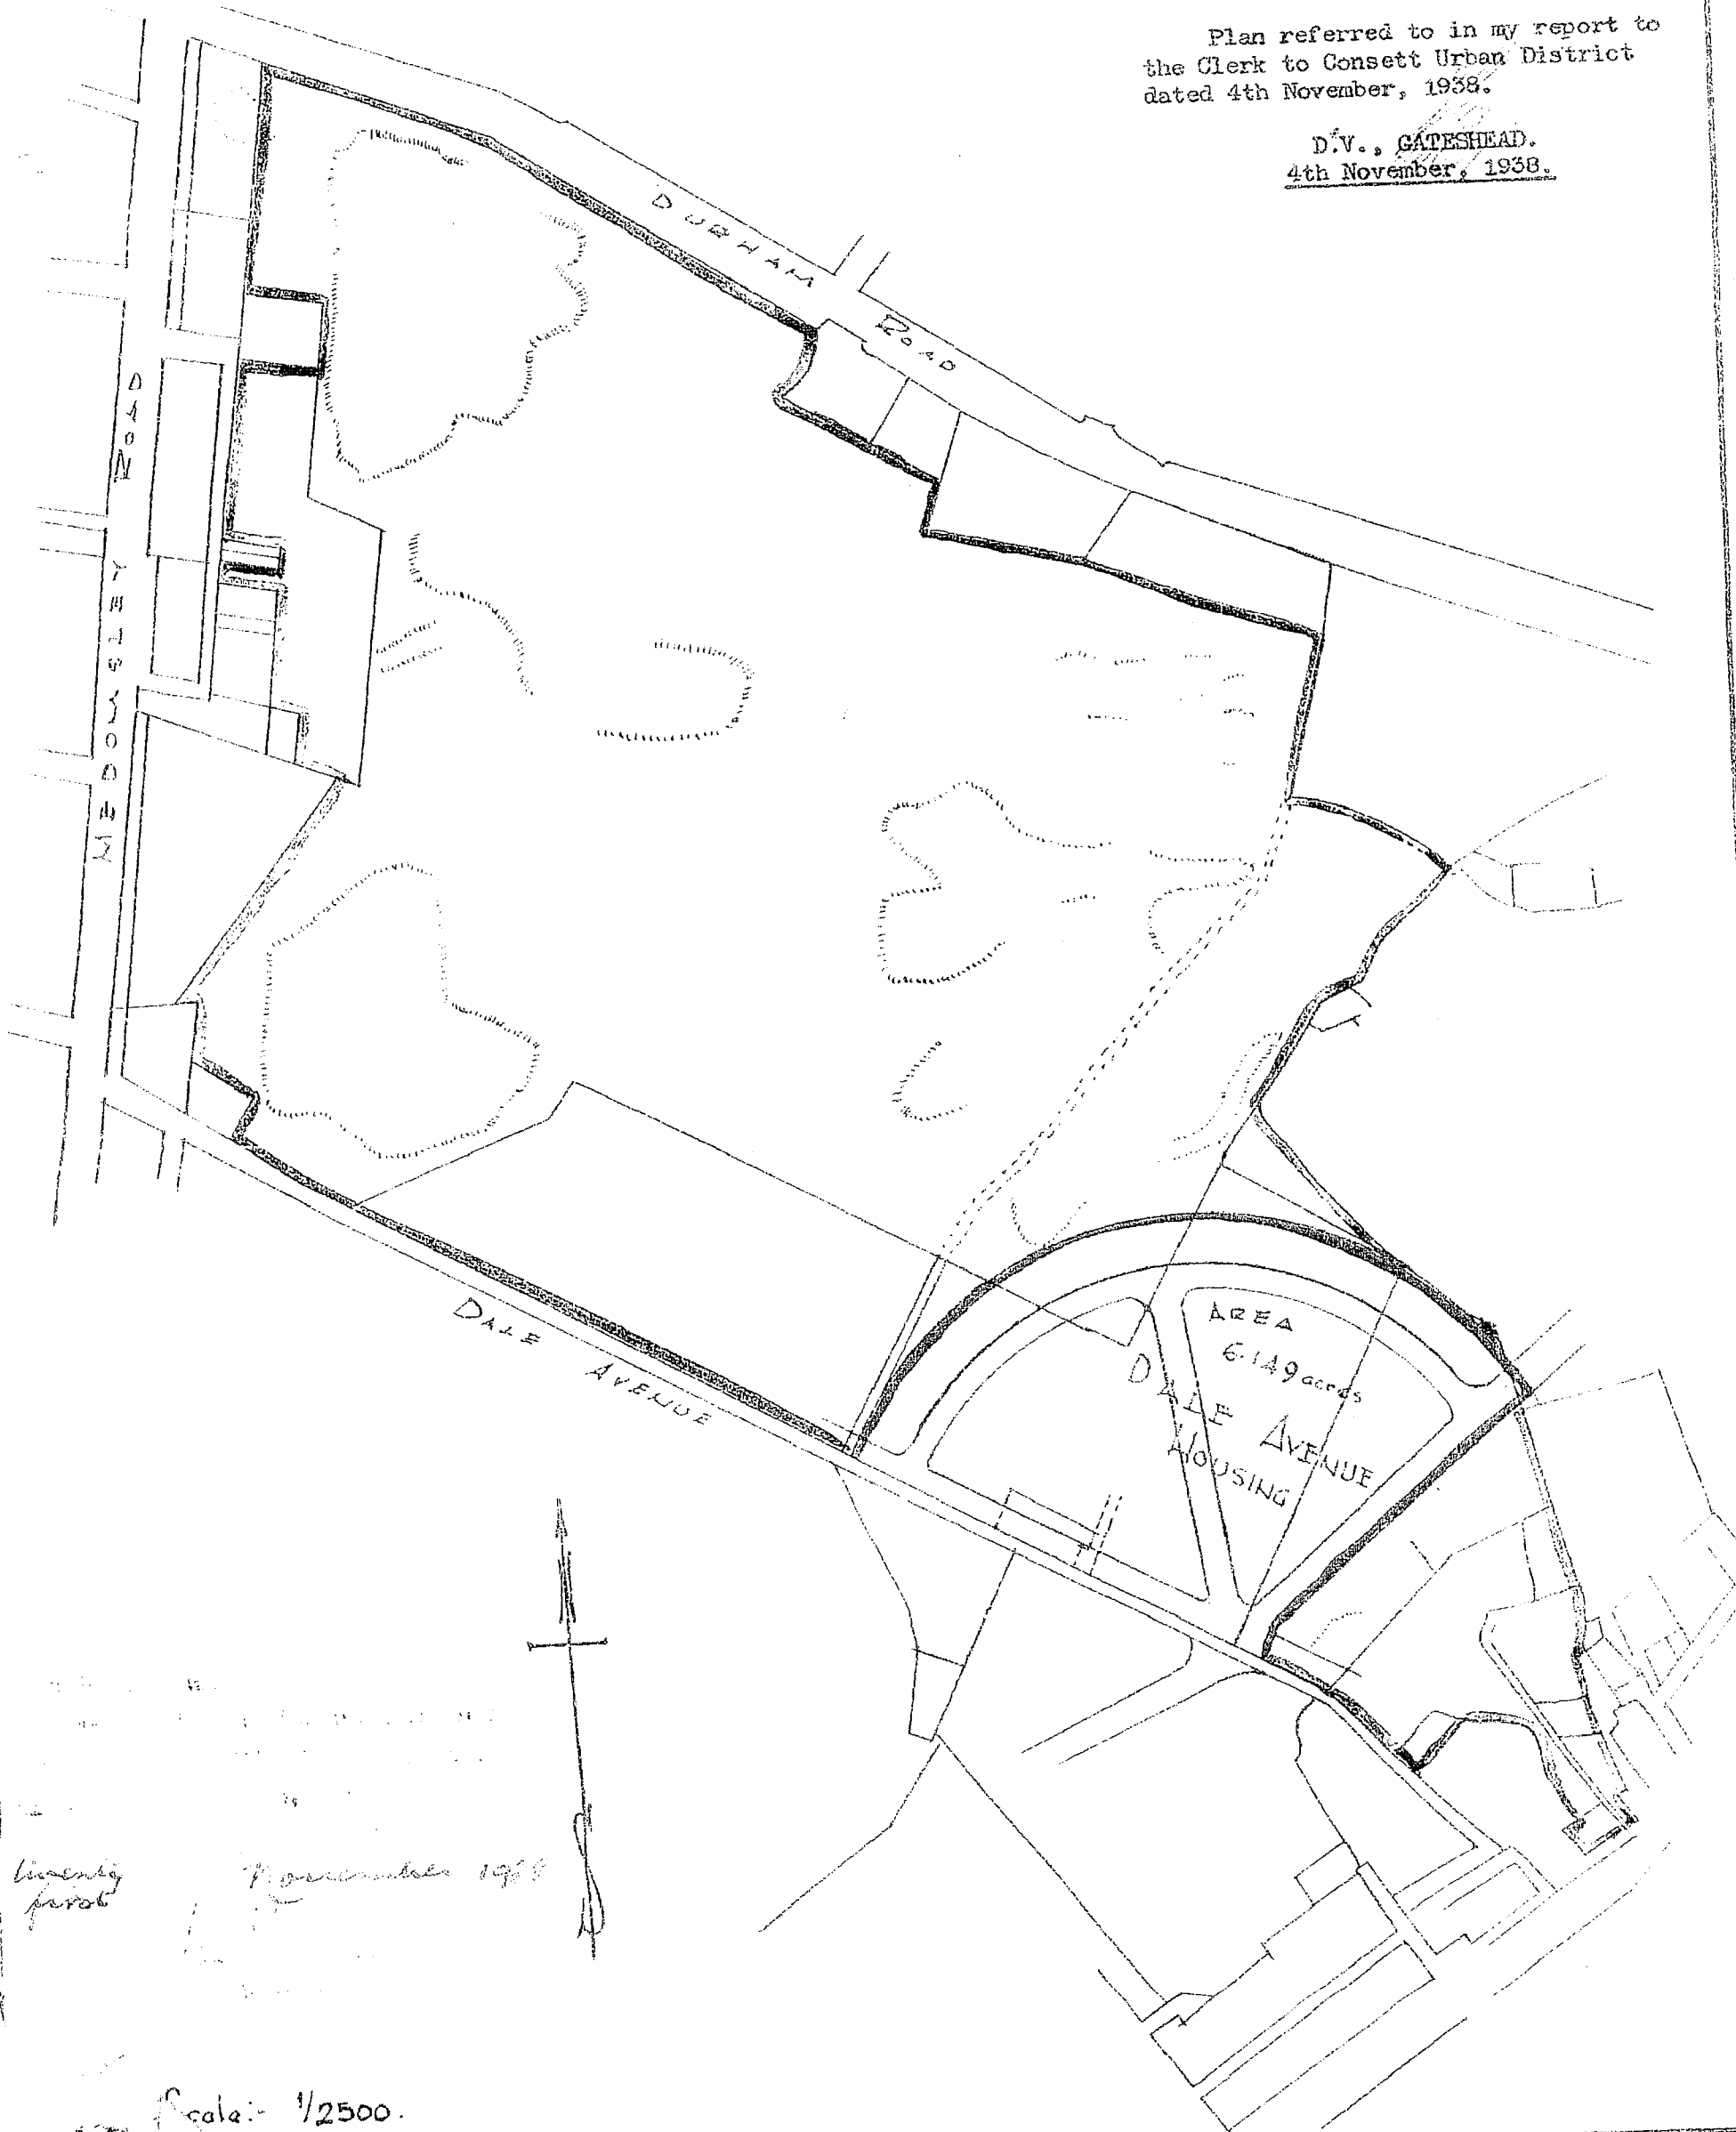 Plan referred to in my report to
the Clerk to Consett Urban District
dated 4th November, 1938.
D.V., GATESHEAD.
4th November, 1938.
DURHAM ROAD
MEDOMSLEY ROAD
DALE AVENUE
AREA
6.149 acres
DALE AVENUE
HOUSING
twenty
first
November 1938
Scale:- 1/2500.